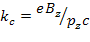 k_c = eB_z/p_z c